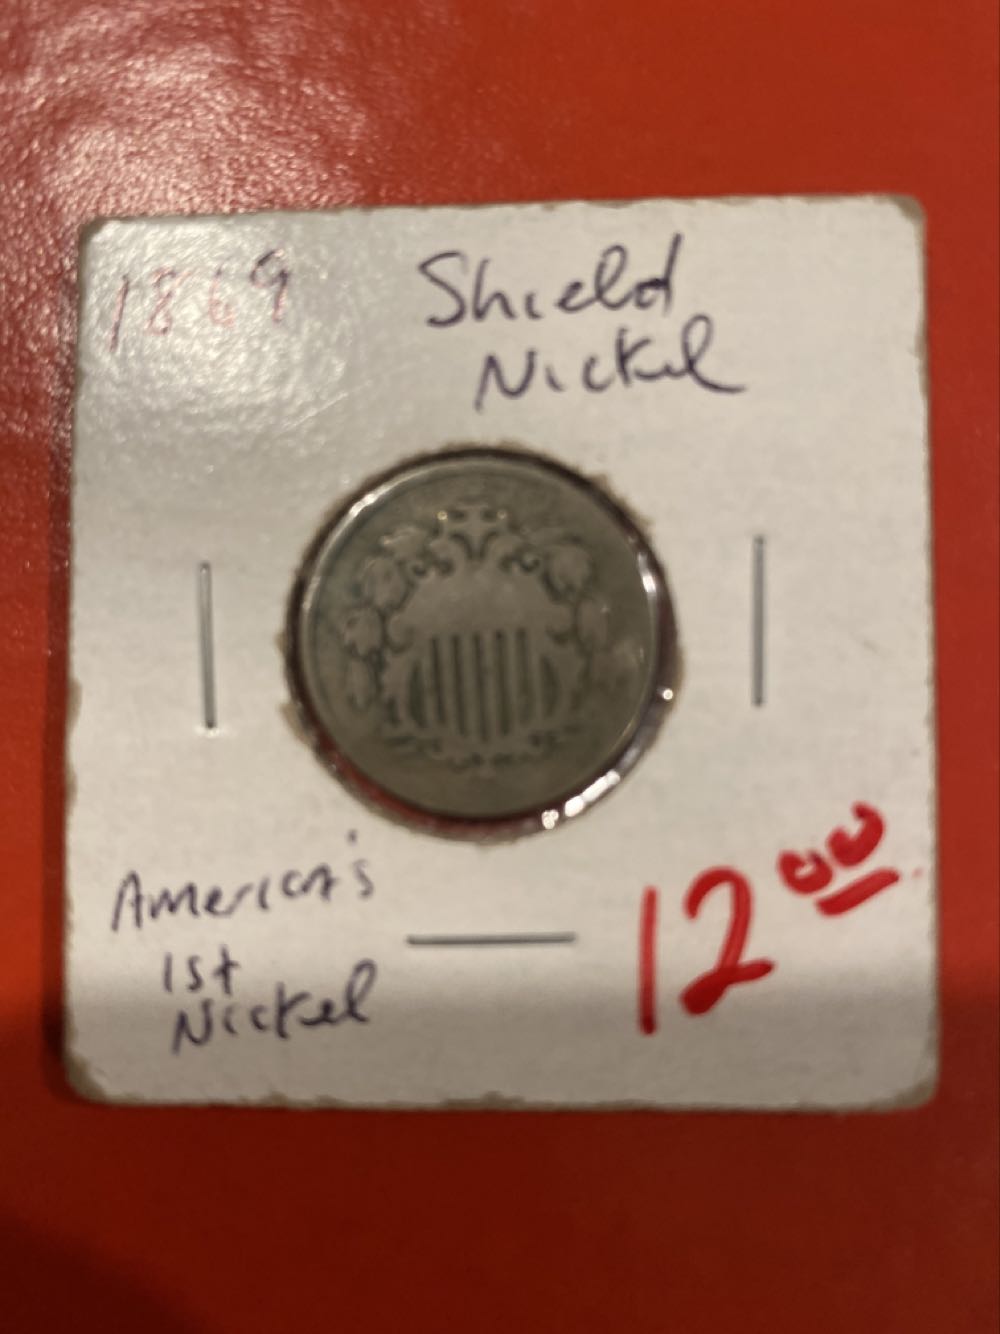 1869
Shield
Nickel
America's
1st
Nickel
12.00